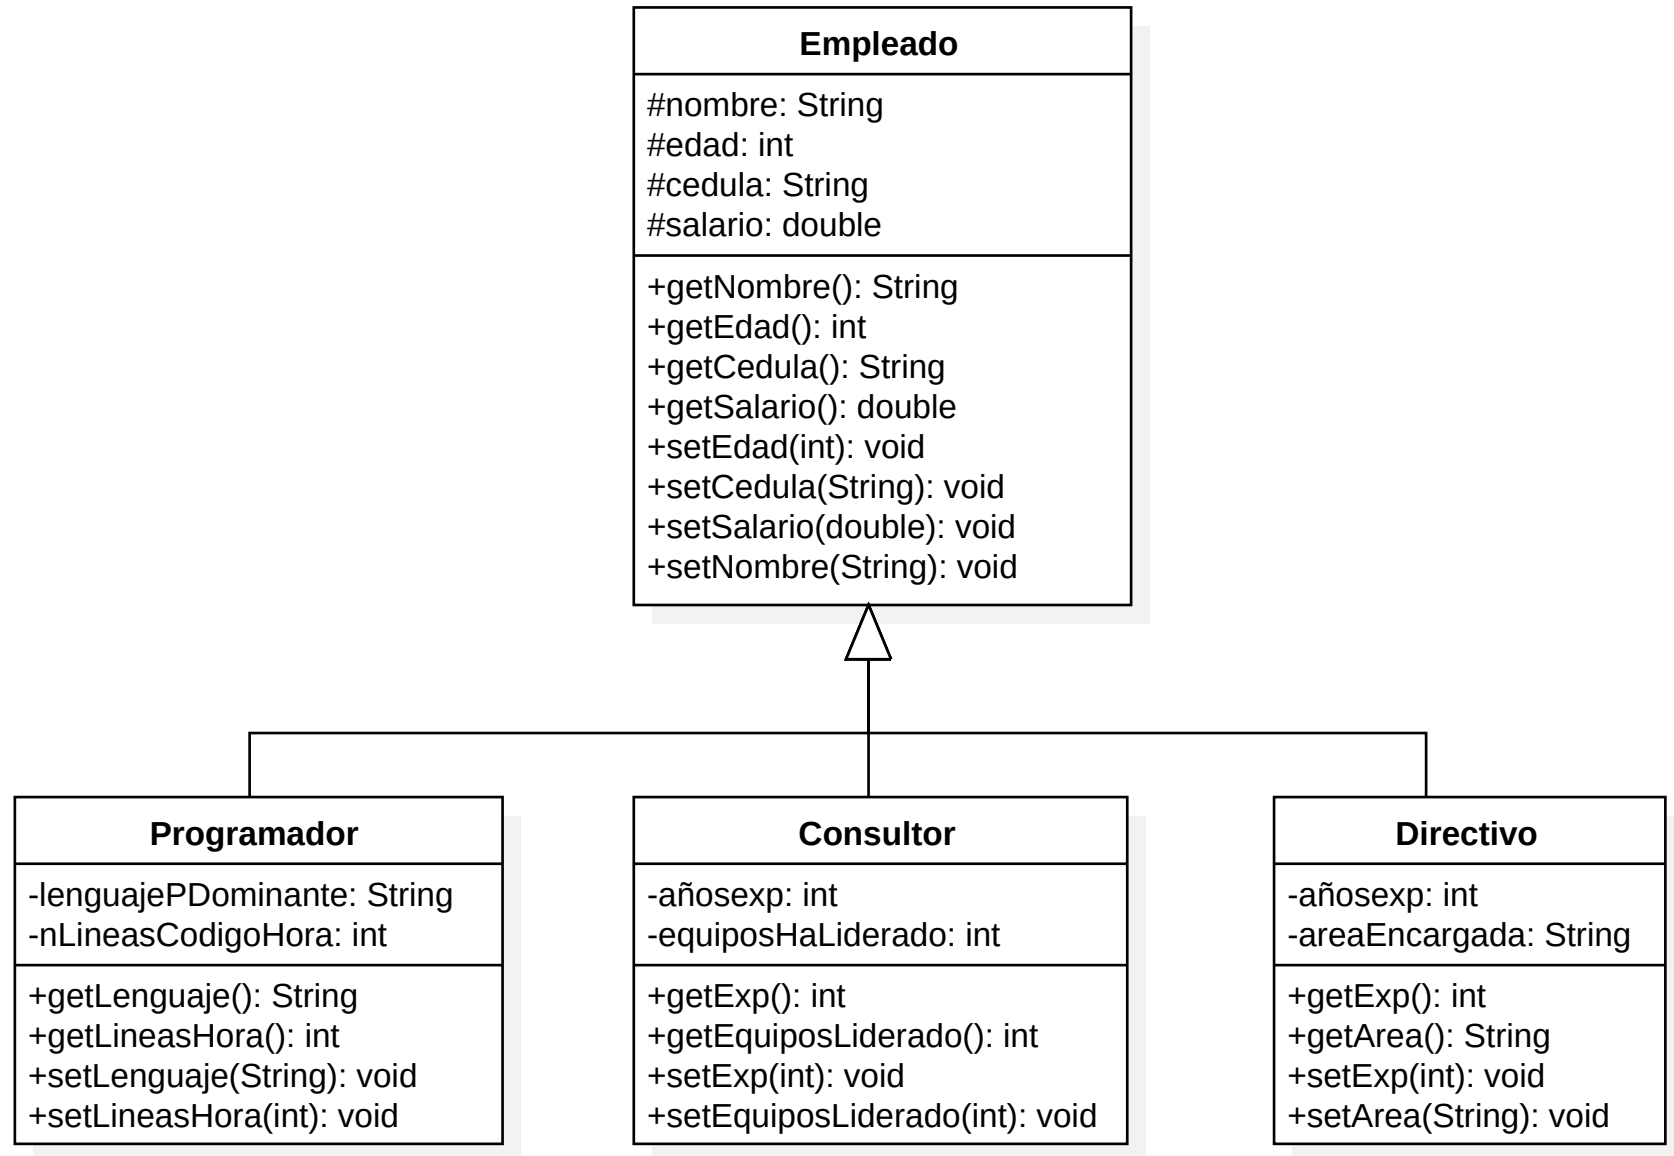 Empleado
#nombre: String
#edad: int
#cedula: String
#salario: double
+getNombre(): String
+getEdad(): int
+getCedula(): String
+getSalario(): double
+setEdad(int): void
+setCedula(String): void
+setSalario(double): void
+setNombre(String): void
Programador
-lenguajePDominante: String
-nLineasCodigoHora: int
+getLenguaje(): String
+getLineasHora(): int
+setLenguaje(String): void
+setLineasHora(int): void
Consultor
-añosexp: int
-equiposHaLiderado: int
+getExp(): int
+getEquiposLiderado(): int
+setExp(int): void
+setEquiposLiderado(int): void
Directivo
-añosexp: int
-areaEncargada: String
+getExp(): int
+getArea(): String
+setExp(int): void
+setArea(String): void